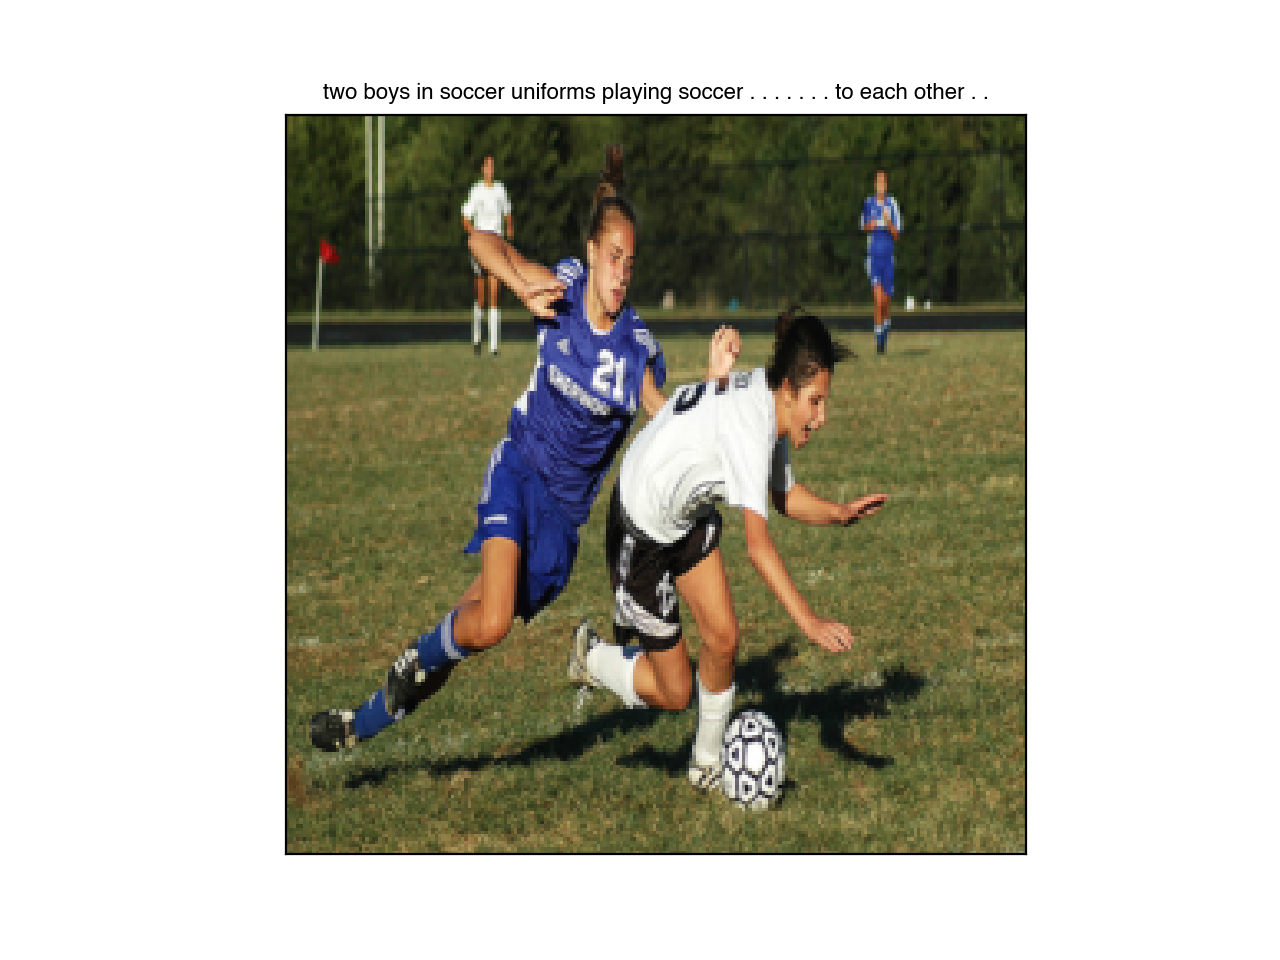 two boys in soccer uniforms playing soccer . . . . . . . to each other . .
21